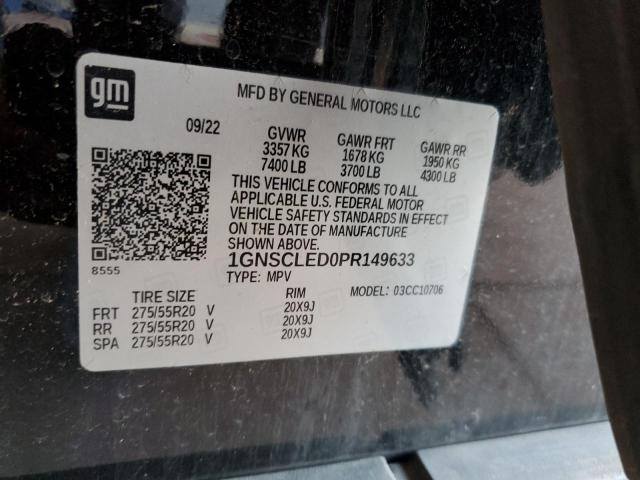 gm
MFD BY GENERAL MOTORS LLC
09/22 GVWR GAWR FRT GAWR RR
3357 KG 1678 KG 1950 KG
7400 LB 3700 LB 4300 LB
THIS VEHICLE CONFORMS TO ALL
APPLICABLE U.S. FEDERAL MOTOR
VEHICLE SAFETY STANDARDS IN EFFECT
ON THE DATE OF MANUFACTURE
SHOWN ABOVE.
8555
1GNSCLED0PR149633
TYPE: MPV MODEL: 03CC10706
TIRE SIZE RIM
FRT 275/55R20 V 20X9J
RR 275/55R20 V 20X9J
SPA 275/55R20 V 20X9J